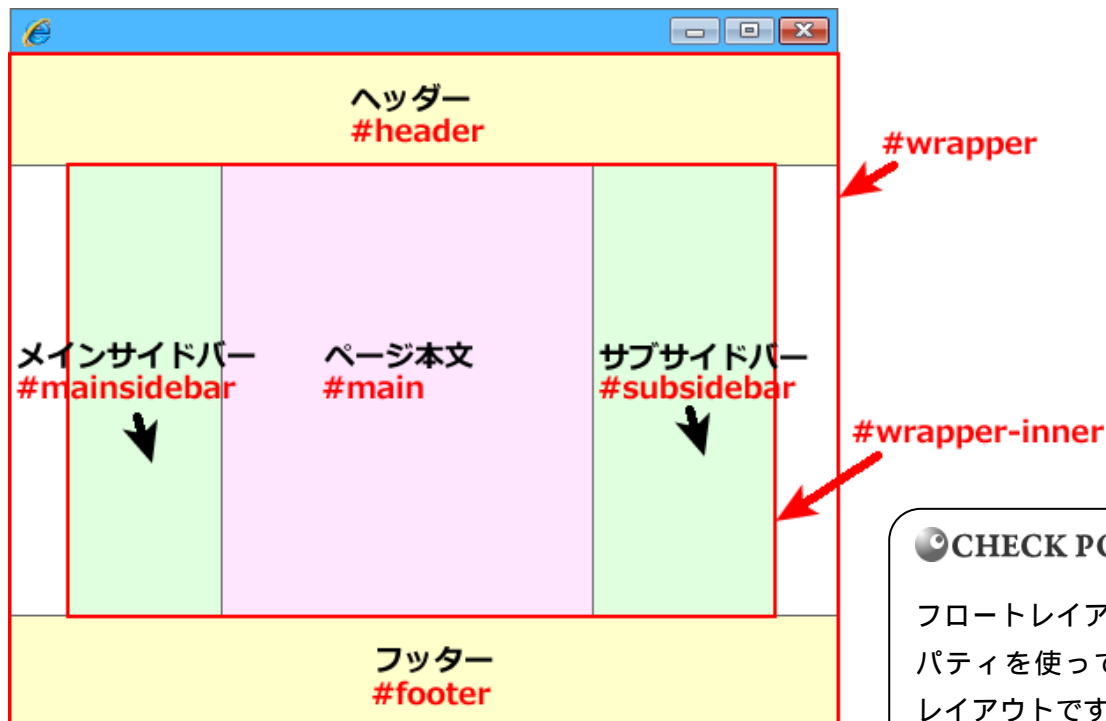 ヘッダー
#header
#wrapper
メインサイドバー
#mainsidebar
ページ本文
#main
サブサイドバー
#subsidebar
#wrapper-inner
フッター
#footer
CHECK
フロートレイア
パティを使って
レイアウトです